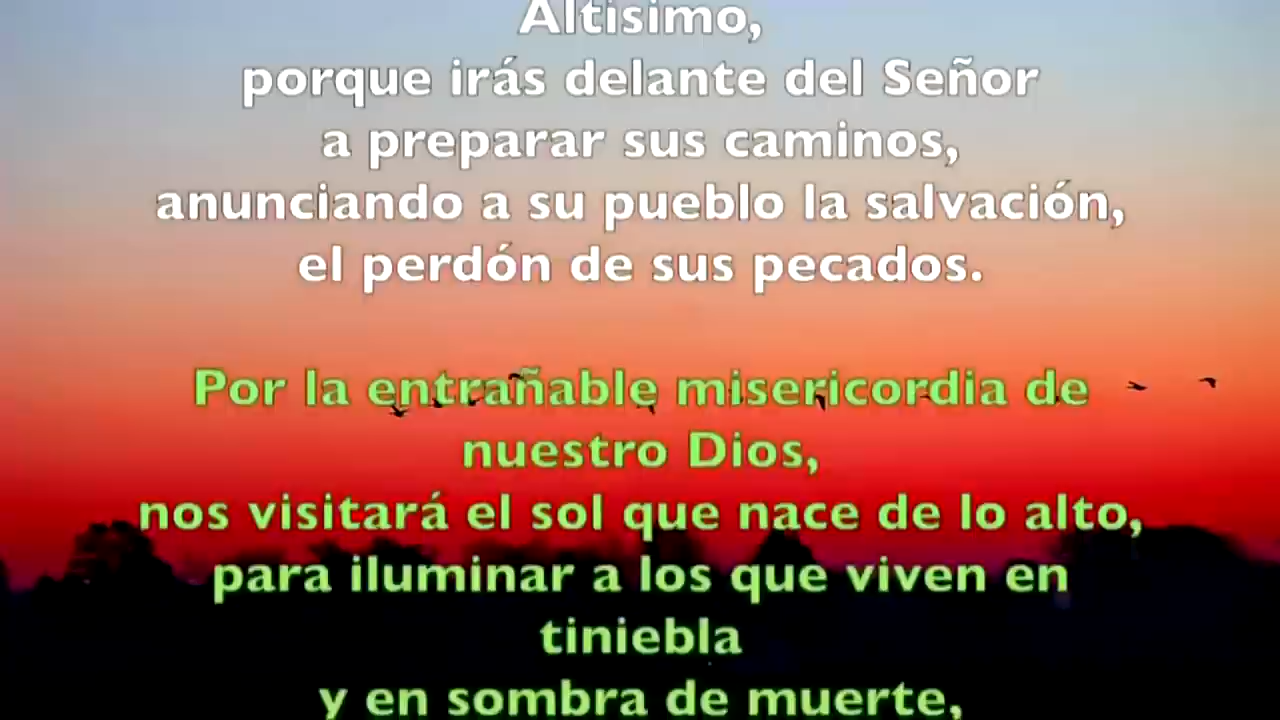 Altísimo,
porque irás delante del Señor
a preparar sus caminos,
anunciando a su pueblo la salvación,
el perdón de sus pecados.
Por la entrañable misericordia de
nuestro Dios,
nos visitará el sol que nace de lo alto,
para iluminar a los que viven en
tiniebla
y en sombra de muerte,